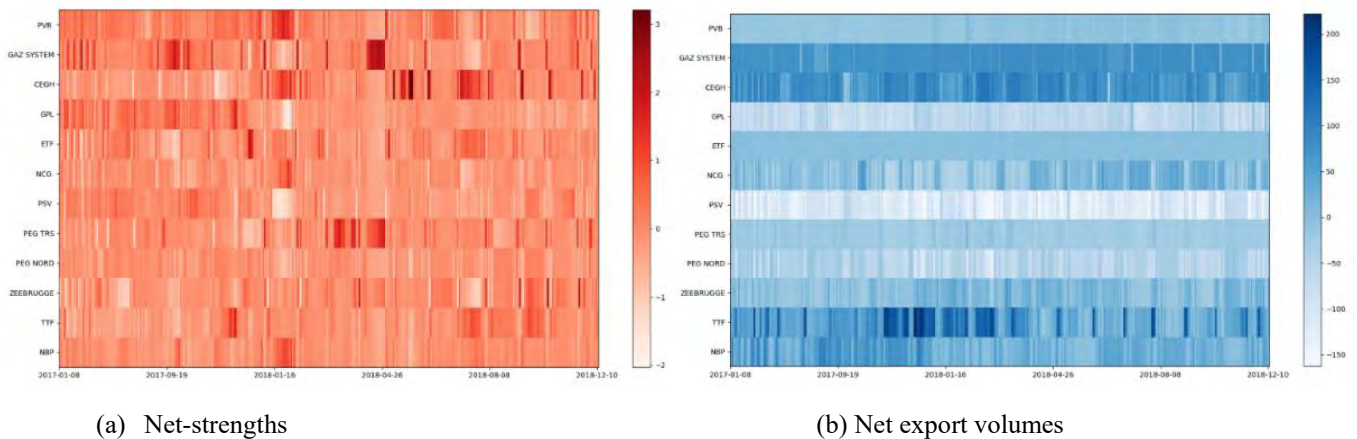 PVB
GAZ SYSTEM
CEGH
GPL
ETF
NCG
PSV
PEG TRS
PEG NORD
ZEEBRUGGE
TTF
NBP
2017-01-08 2017-09-19 2018-01-16 2018-04-26 2018-08-08 2018-12-10
3
2
1
0
−1
−2
(a) Net-strengths
PVB
GAZ SYSTEM
CEGH
GPL
ETF
NCG
PSV
PEG TRS
PEG NORD
ZEEBRUGGE
TTF
NBP
2017-01-08 2017-09-19 2018-01-16 2018-04-26 2018-08-08 2018-12-10
200
150
100
50
0
−50
−100
−150
(b) Net export volumes